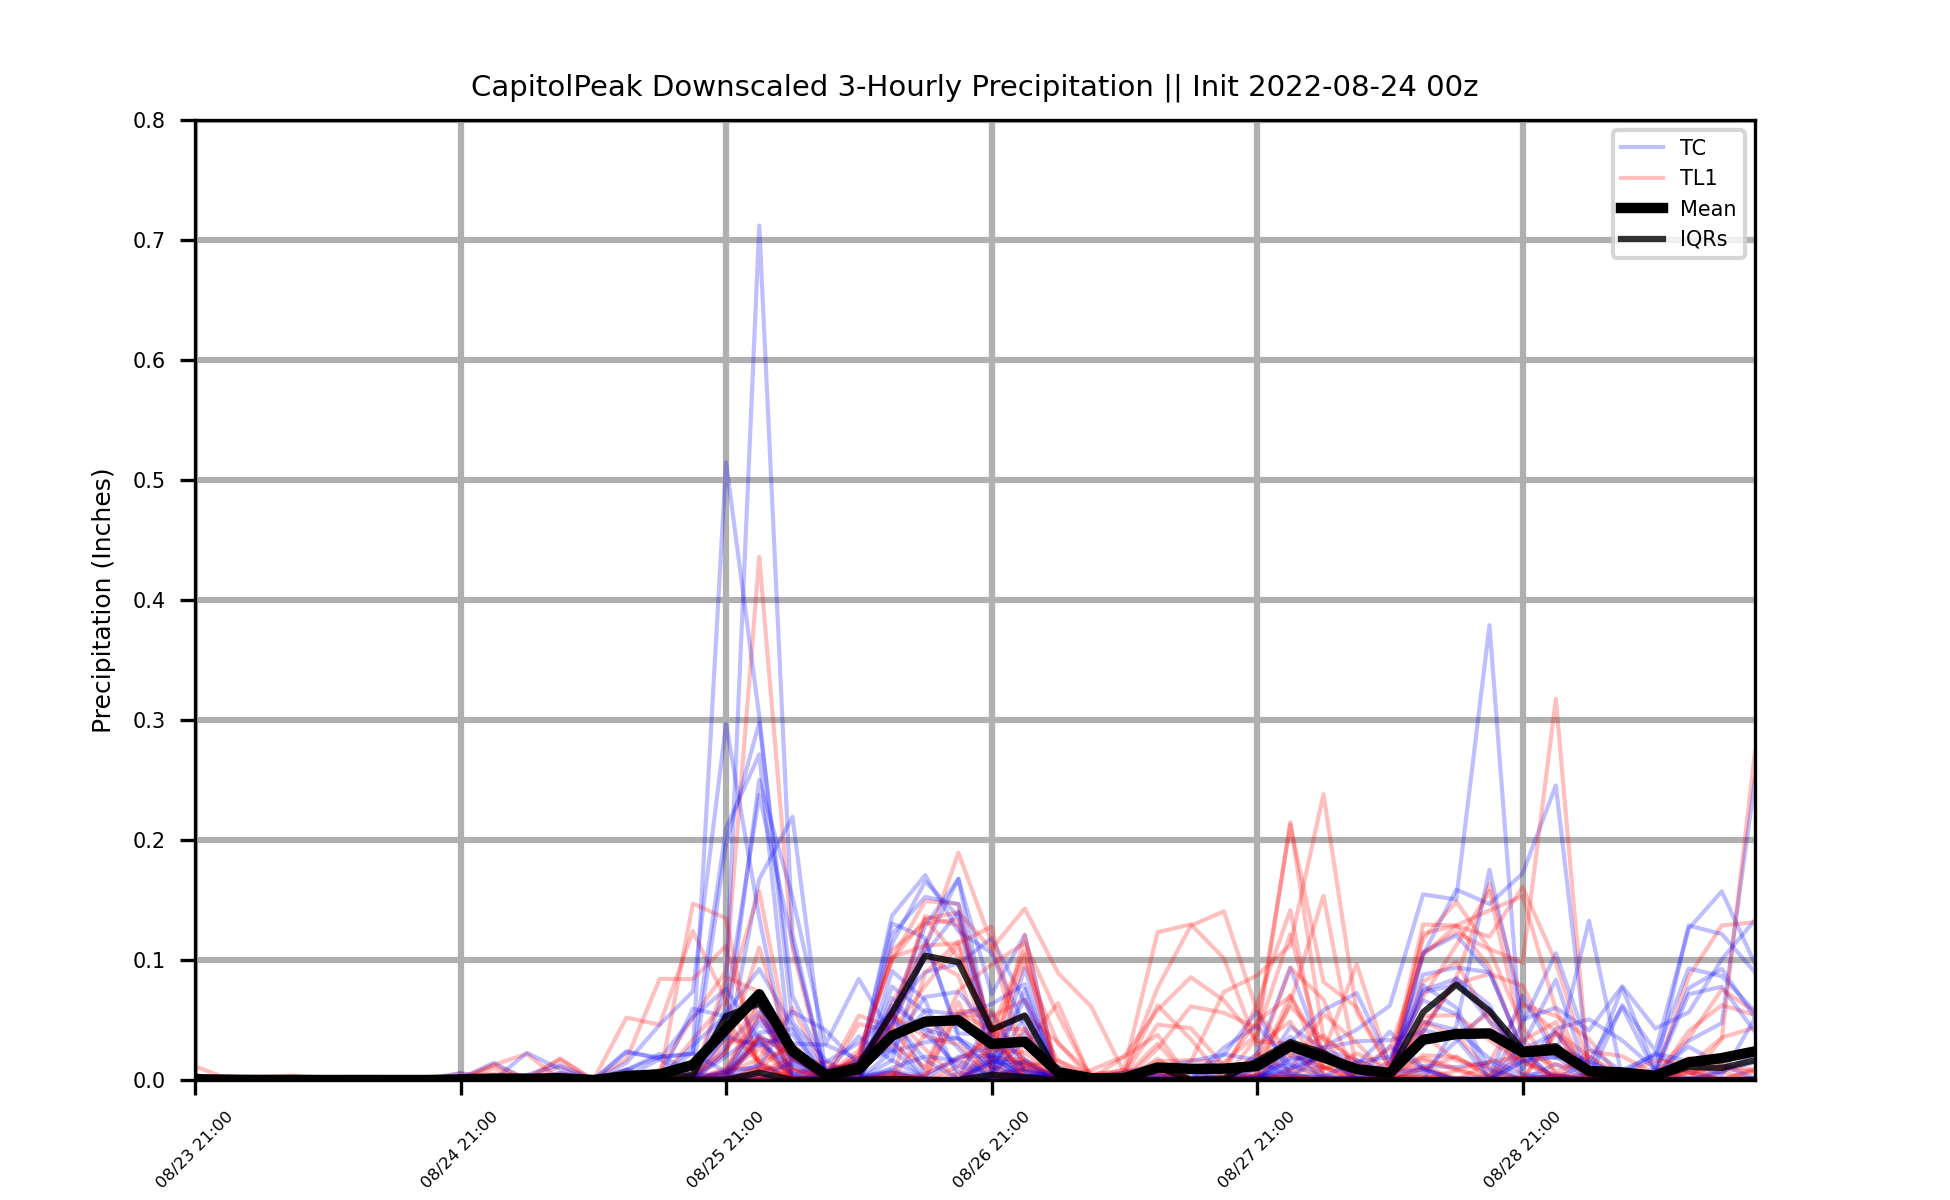 CapitolPeak Downscaled 3-Hourly Precipitation || Init 2022-08-24 00z
Precipitation (Inches)
0.8
0.7
0.6
0.5
0.4
0.3
0.2
0.1
0.0
TC
TL1
Mean
IQRs
08/23 21:00
08/24 21:00
08/25 21:00
08/26 21:00
08/27 21:00
08/28 21:00